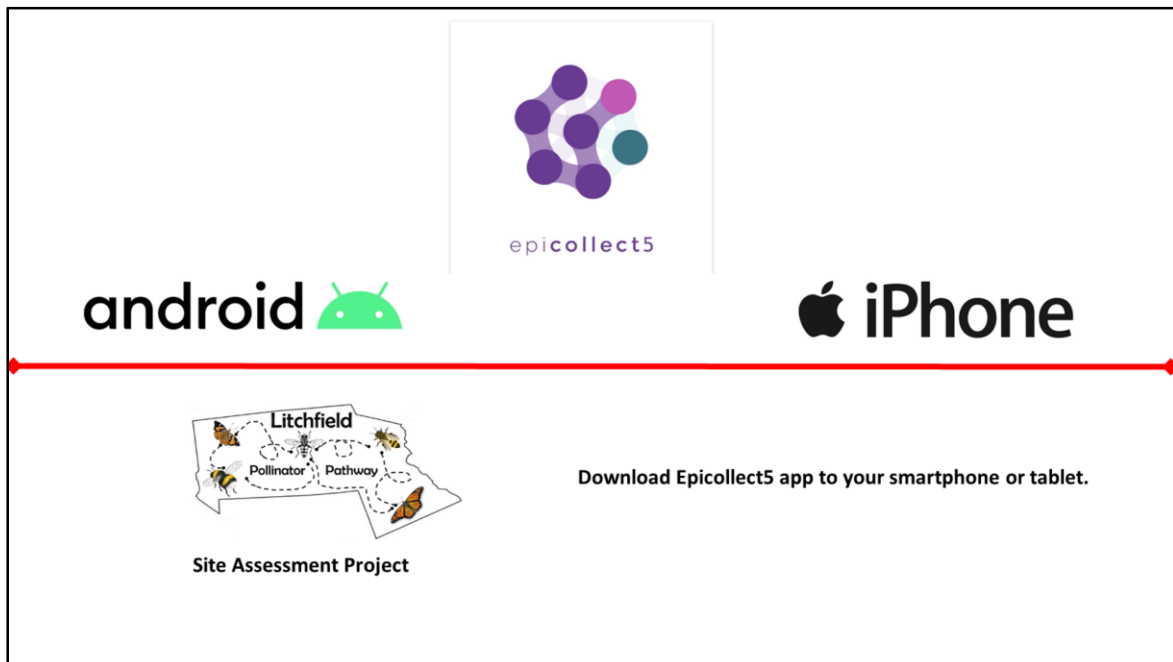 epicollect5
android
iPhone
Litchfield
Pollinator Pathway
Site Assessment Project
Download Epicollect5 app to your smartphone or tablet.